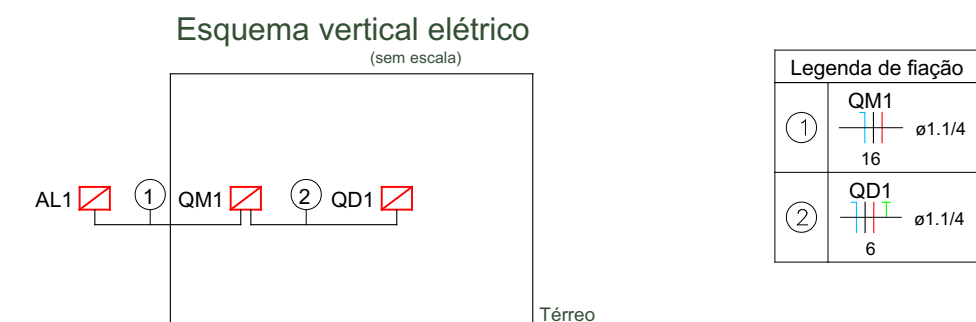 Esquema vertical elétrico
(sem escala)
AL1
1
QM1
2
QD1
Térreo
Legenda de fiação
1
QM1
ø1.1/4
16
2
QD1
ø1.1/4
6